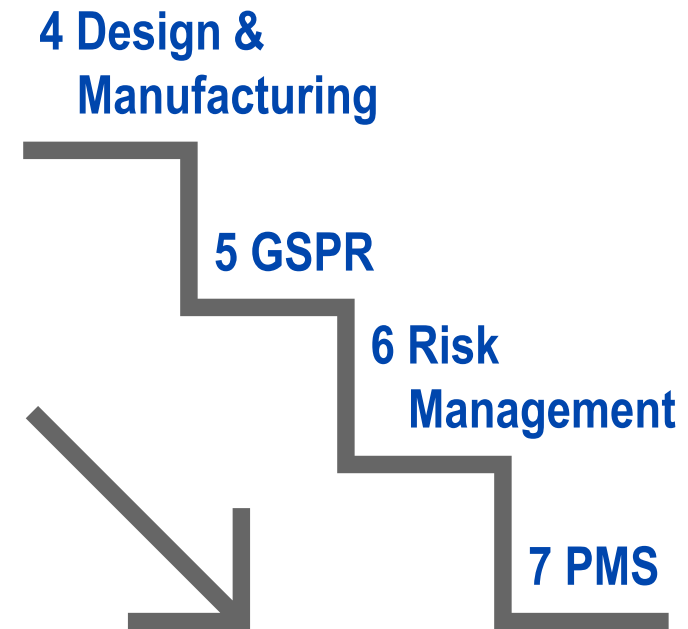 4 Design &
Manufacturing
5 GSPR
6 Risk
Management
7 PMS